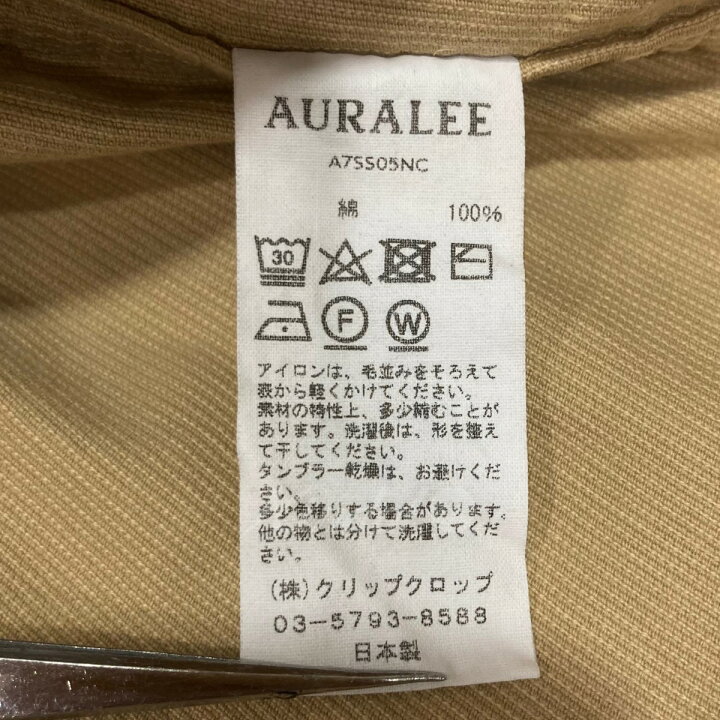 AURALEE
A7SS05NC
綿 100%
30
F W
アイロンは、毛並みをそろえて
裏から軽くかけてください。
素材の特性上、多少縮むことが
あります。洗濯後は、形を整え
て干してください。
タンブラー乾燥は、お避けくだ
さい。
多少色移りする場合があります。
他の物とは分けて洗濯してくだ
さい。
(株)クリップクロップ
03-5793-8588
日本製